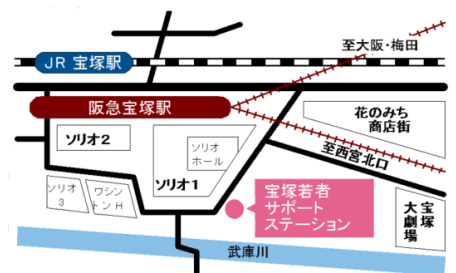 至大阪・梅田
JR 宝塚駅
阪急宝塚駅
花のみち
商店街
ソリオ2
ソリオ
ホール
至西宮北口
ソリオ1
ソリオ
3
ワシン
トンH
宝塚若者
サポート
ステーション
宝塚
大劇場
武庫川